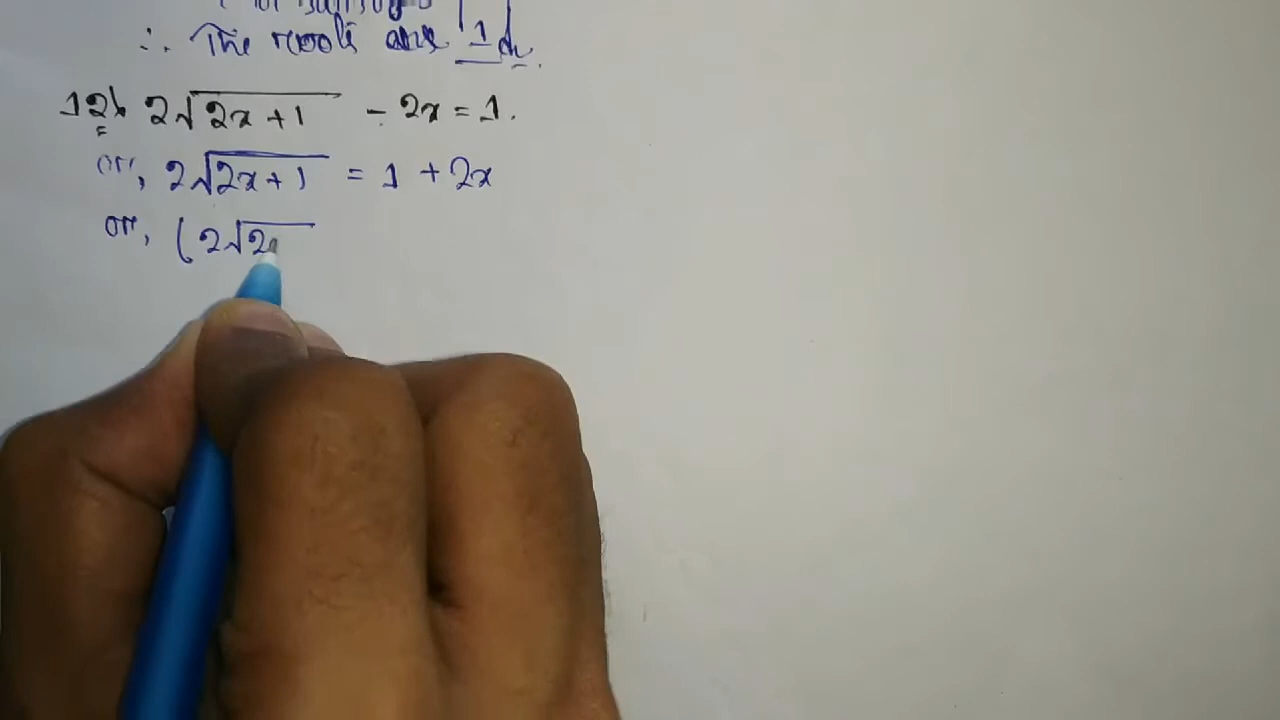 ∴ The roots are 1
12) 2√(2x + 1) - 2x = 1.
or, 2√(2x + 1) = 1 + 2x
or, (2√2